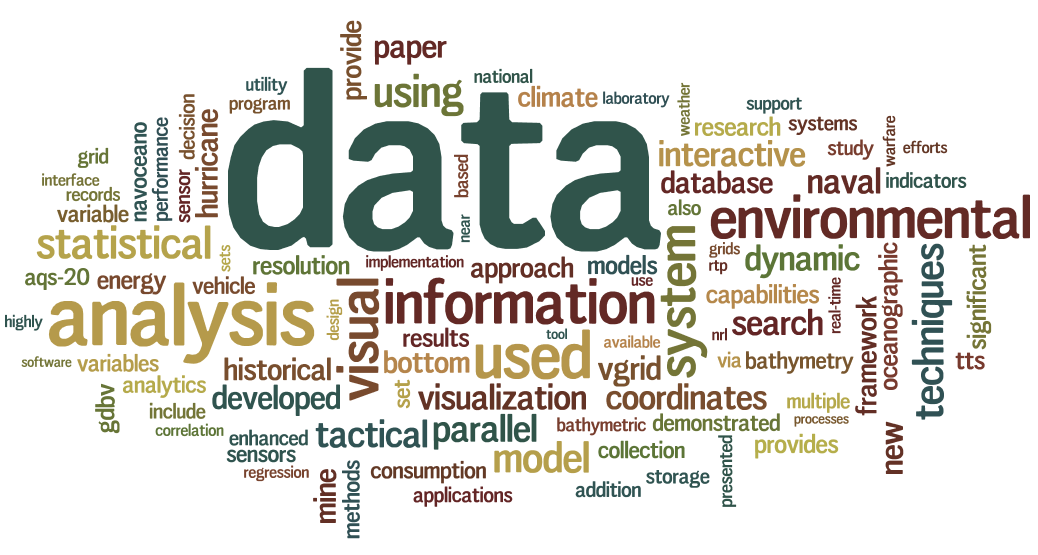 provide
paper
using
national
utility
program
climate
laboratory
weather
support
data
research
systems
interactive
study
warfare
efforts
grid
interface
records
variable
navoceano
performance
sensor
decision
hurricane
based
near
database
naval
indicators
also
environmental
statistical
sets
resolution
implementation
approach
models
use
system
grids
rtp
dynamic
oceanographic
techniques
significant
aqs-20
energy
vehicle
analysis
design
visual
information
capabilities
real-time
highly
results
tool
available
nrl
search
framework
software
variables
historical
bottom
used
vgrid
via
bathymetry
tts
gdbv
analytics
developed
set
visualization
coordinates
multiple
processes
include
correlation
enhanced
sensors
tactical
parallel
bathymetric
demonstrated
provides
new
regression
mine
methods
consumption
model
collection
storage
presented
applications
addition